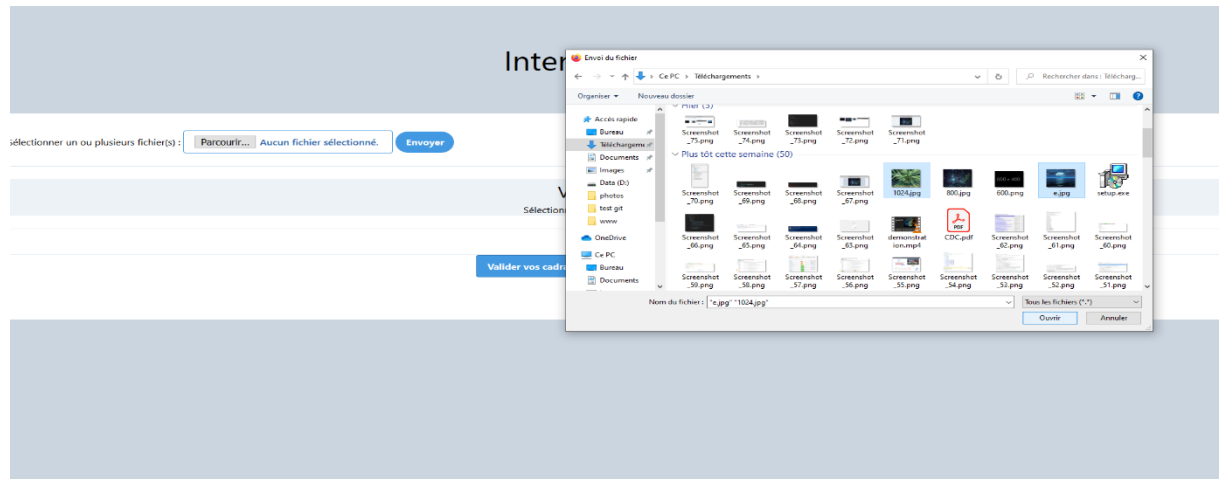 Inter
Envoi du fichier
Ce PC > Téléchargements >
Rechercher dans : Télécharg...
Organiser
Nouveau dossier
Accès rapide
Bureau
Téléchargeme
Documents
Images
Data (D:)
photos
test git
www
OneDrive
Ce PC
Bureau
Documents
Hier (5)
Screenshot _75.png
Screenshot _74.png
Screenshot _73.png
Screenshot _72.png
Screenshot _71.png
Plus tôt cette semaine (50)
Screenshot _70.png
Screenshot _69.png
Screenshot _68.png
Screenshot _67.png
1024.jpg
800.jpg
600.png
e.jpg
setup.exe
Screenshot _66.png
Screenshot _65.png
Screenshot _64.png
Screenshot _63.png
demonstrat ion.mp4
PDF
CDC.pdf
Screenshot _62.png
Screenshot _61.png
Screenshot _60.png
Screenshot _59.png
Screenshot _58.png
Screenshot _57.png
Screenshot _56.png
Screenshot _55.png
Screenshot _54.png
Screenshot _53.png
Screenshot _52.png
Screenshot _51.png
Nom du fichier : "e.jpg" "1024.jpg"
Tous les fichiers (*.*)
Ouvrir
Annuler
sélectionner un ou plusieurs fichier(s) :
Parcourir... Aucun fichier sélectionné.
Envoyer
V
Sélection
Valider vos cadra